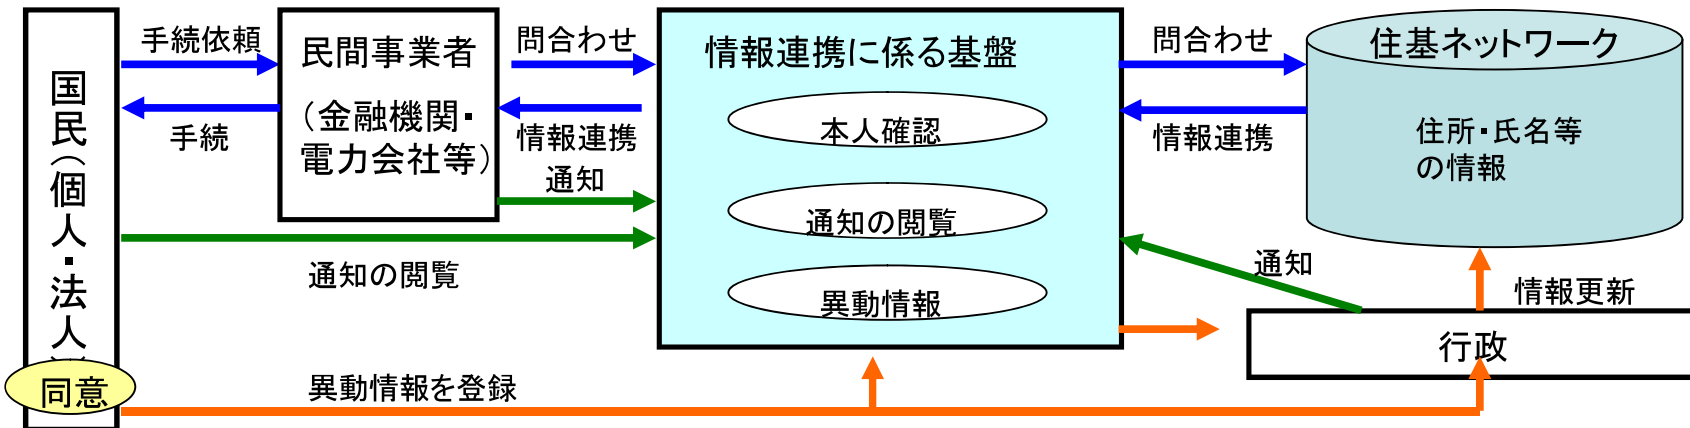 国民（個人・法人）
同意
手続依頼
手続
民間事業者
（金融機関・
電力会社等）
問合わせ
情報連携
通知
通知の閲覧
異動情報を登録
情報連携に係る基盤
本人確認
通知の閲覧
異動情報
問合わせ
情報連携
通知
住基ネットワーク
住所・氏名等
の情報
情報更新
行政